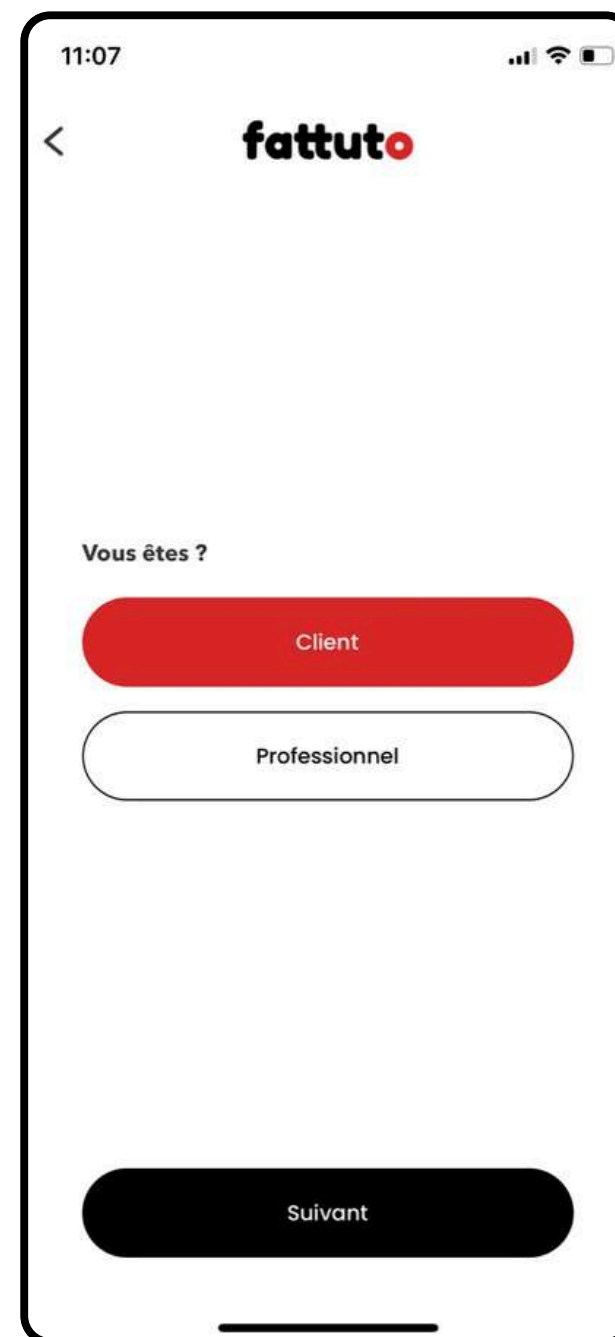 11:07
fattuto
Vous êtes ?
Client
Professionnel
Suivant